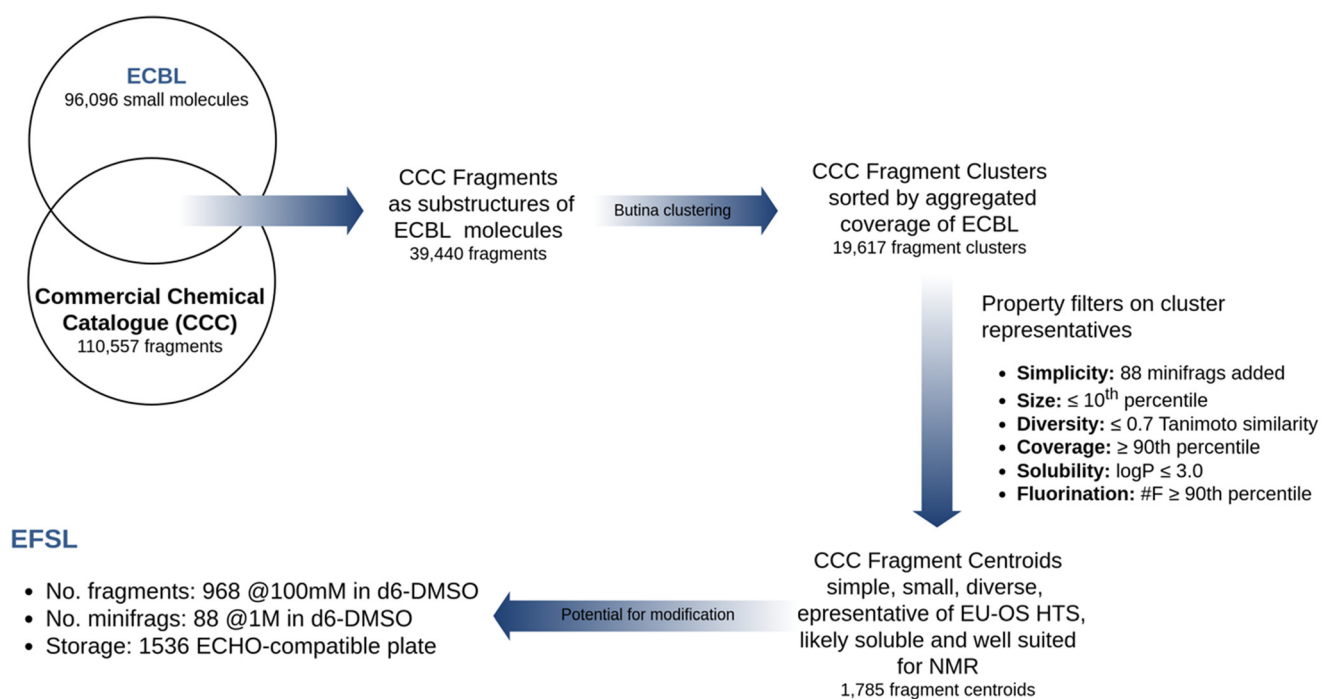 ECBL
96,096 small molecules
Commercial Chemical
Catalogue (CCC)
110,557 fragments
CCC Fragments
as substructures of
ECBL molecules
39,440 fragments
Butina clustering
CCC Fragment Clusters
sorted by aggregated
coverage of ECBL
19,617 fragment clusters
Property filters on cluster
representatives
• Simplicity: 88 minifrags added
• Size: ≤ 10th percentile
• Diversity: ≤ 0.7 Tanimoto similarity
• Coverage: ≥ 90th percentile
• Solubility: logP ≤ 3.0
• Fluorination: #F ≥ 90th percentile
CCC Fragment Centroids
simple, small, diverse,
epresentative of EU-OS HTS,
likely soluble and well suited
for NMR
1,785 fragment centroids
Potential for modification
EFSL
• No. fragments: 968 @100mM in d6-DMSO
• No. minifrags: 88 @1M in d6-DMSO
• Storage: 1536 ECHO-compatible plate